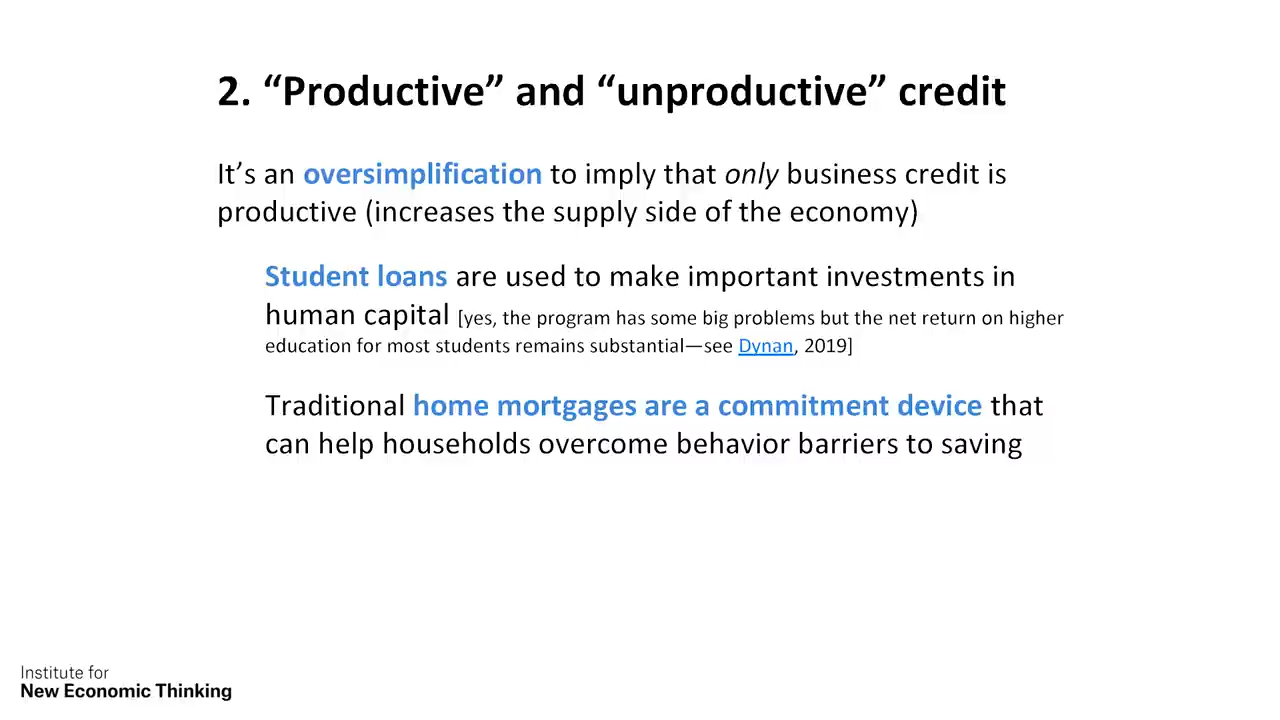 2. “Productive” and “unproductive” credit
It’s an oversimplification to imply that only business credit is
productive (increases the supply side of the economy)
Student loans are used to make important investments in
human capital [yes, the program has some big problems but the net return on higher
education for most students remains substantial—see Dynan, 2019]
Traditional home mortgages are a commitment device that
can help households overcome behavior barriers to saving
Institute for
New Economic Thinking